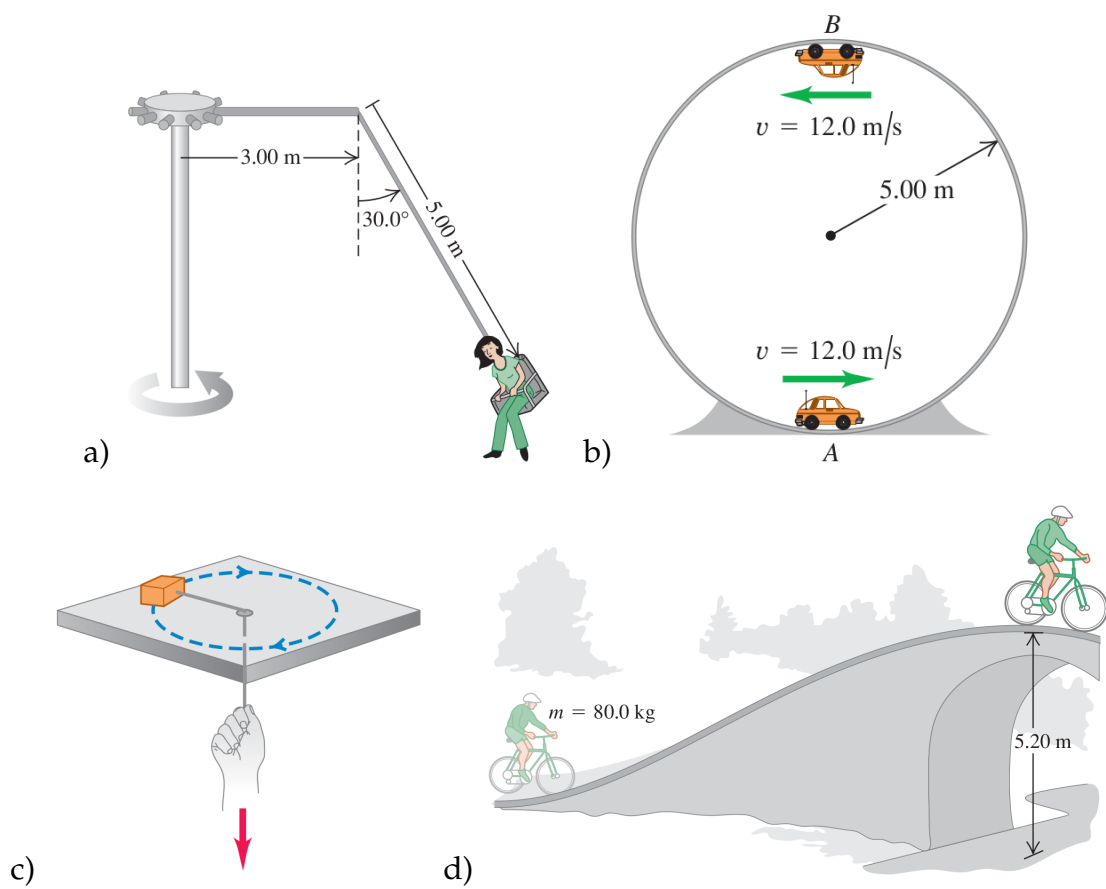 3.00 m
30.0°
5.00 m
a)
B
v = 12.0 m/s
5.00 m
v = 12.0 m/s
A
b)
c)
m = 80.0 kg
5.20 m
d)